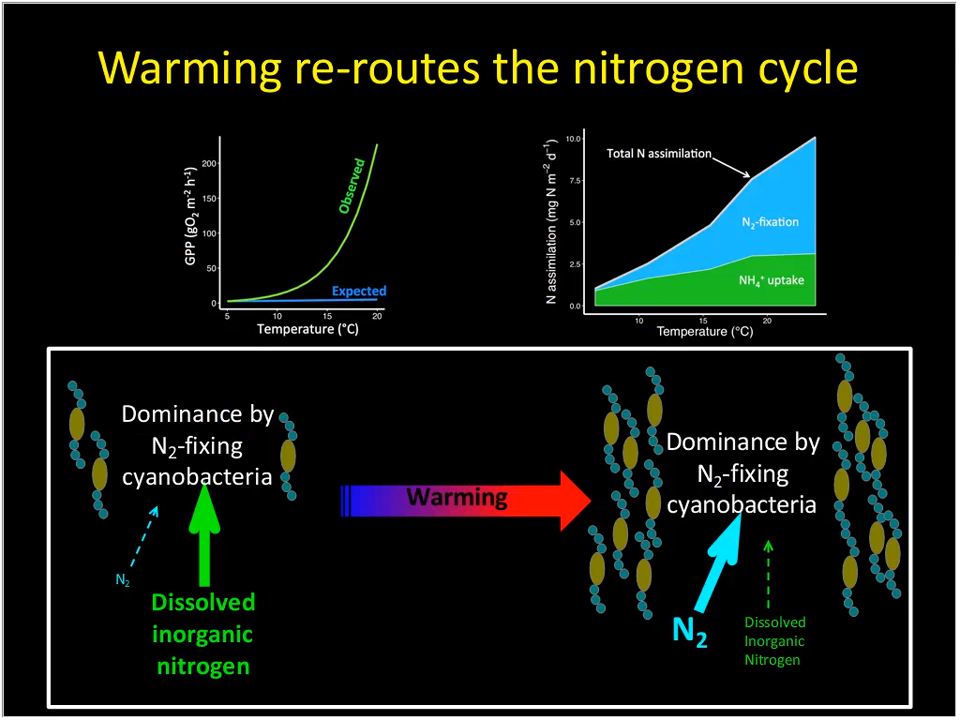 Warming re-routes the nitrogen cycle
GPP (gO₂ m⁻² h⁻¹)
200
150
100
50
0
5
10
15
20
Temperature (°C)
Observed
Expected
N assimilation (mg N m⁻² d⁻¹)
10.0
7.5
5.0
2.5
0.0
10
15
20
Temperature (°C)
Total N assimilation
N₂-fixation
NH₄⁺ uptake
Dominance by
N₂-fixing
cyanobacteria
N₂
Dissolved
inorganic
nitrogen
Warming
Dominance by
N₂-fixing
cyanobacteria
N₂
Dissolved
Inorganic
Nitrogen